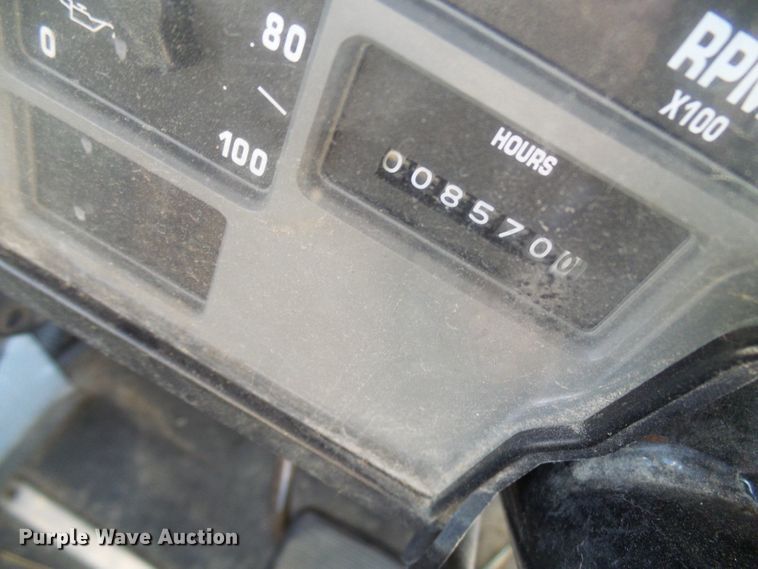 0
80
100
HOURS
0085700
RPM
X100
Purple Wave Auction®